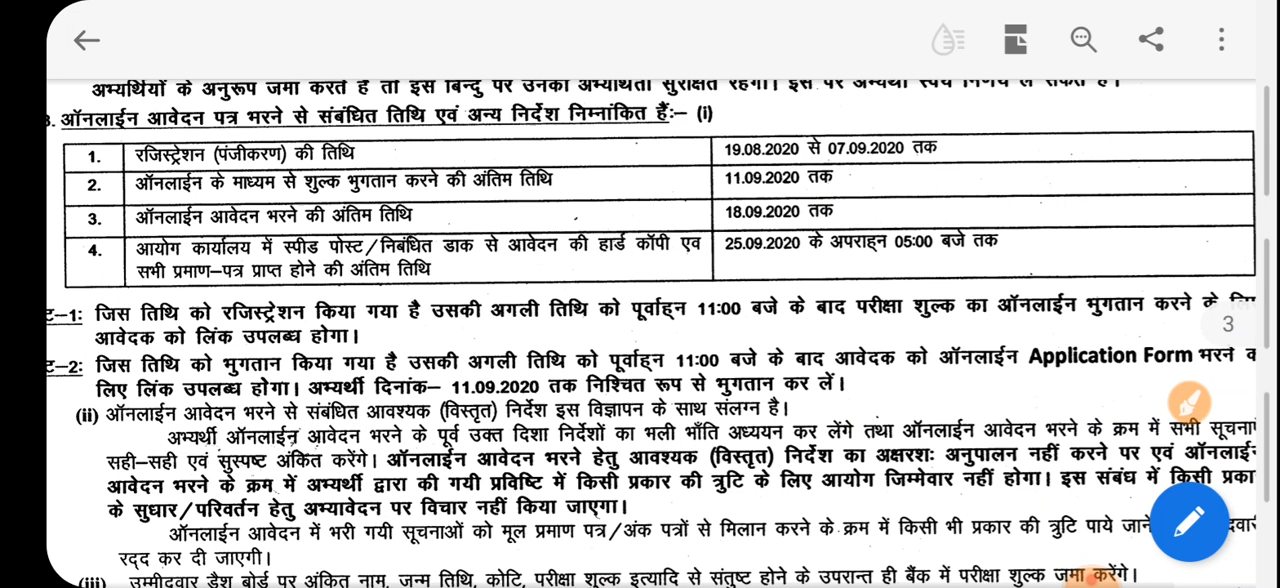 अभ्यर्थियों के अनुरूप जमा करते हैं तो इस बिन्दु पर उनकी अभ्यर्थिता सुरक्षित रहेगी। इस पर अभ्यर्थी स्वयं निर्णय ले सकते हैं।
3. ऑनलाईन आवेदन पत्र भरने से संबंधित तिथि एवं अन्य निर्देश निम्नांकित हैंः– (i)
1. रजिस्ट्रेशन (पंजीकरण) की तिथि 19.08.2020 से 07.09.2020 तक
2. ऑनलाईन के माध्यम से शुल्क भुगतान करने की अंतिम तिथि 11.09.2020 तक
3. ऑनलाईन आवेदन भरने की अंतिम तिथि 18.09.2020 तक
4. आयोग कार्यालय में स्पीड पोस्ट/निबंधित डाक से आवेदन की हार्ड कॉपी एवं 25.09.2020 के अपराह्न 05:00 बजे तक
सभी प्रमाण–पत्र प्राप्त होने की अंतिम तिथि
ट–1: जिस तिथि को रजिस्ट्रेशन किया गया है उसकी अगली तिथि को पूर्वाह्न 11:00 बजे के बाद परीक्षा शुल्क का ऑनलाईन भुगतान करने के
3
आवेदक को लिंक उपलब्ध होगा।
ट–2: जिस तिथि को भुगतान किया गया है उसकी अगली तिथि को पूर्वाह्न 11:00 बजे के बाद आवेदक को ऑनलाईन Application Form भरने
लिए लिंक उपलब्ध होगा। अभ्यर्थी दिनांक– 11.09.2020 तक निश्चित रूप से भुगतान कर लें।
(ii) ऑनलाईन आवेदन भरने से संबंधित आवश्यक (विस्तृत) निर्देश इस विज्ञापन के साथ संलग्न है।
अभ्यर्थी ऑनलाईन आवेदन भरने के पूर्व उक्त दिशा निर्देशों का भली भाँति अध्ययन कर लेंगे तथा ऑनलाईन आवेदन भरने के क्रम में सभी सूचनाएँ
सही–सही एवं सुस्पष्ट अंकित करेंगे। ऑनलाईन आवेदन भरने हेतु आवश्यक (विस्तृत) निर्देश का अक्षरशः अनुपालन नहीं करने पर एवं ऑनलाईन
आवेदन भरने के क्रम में अभ्यर्थी द्वारा की गयी प्रविष्टि में किसी प्रकार की त्रुटि के लिए आयोग जिम्मेवार नहीं होगा। इस संबंध में किसी प्रका
के सुधार/परिवर्तन हेतु अभ्यावेदन पर विचार नहीं किया जाएगा।
ऑनलाईन आवेदन में भरी गयी सूचनाओं को मूल प्रमाण पत्र/अंक पत्रों से मिलान करने के क्रम में किसी भी प्रकार की त्रुटि पाये जाने
रद्द कर दी जाएगी।
(iii) उम्मीदवार डैश बोर्ड पर अंकित नाम, जन्म तिथि, कोटि, परीक्षा शुल्क इत्यादि से संतुष्ट होने के उपरान्त ही बैंक में परीक्षा शुल्क जमा करेंगे।